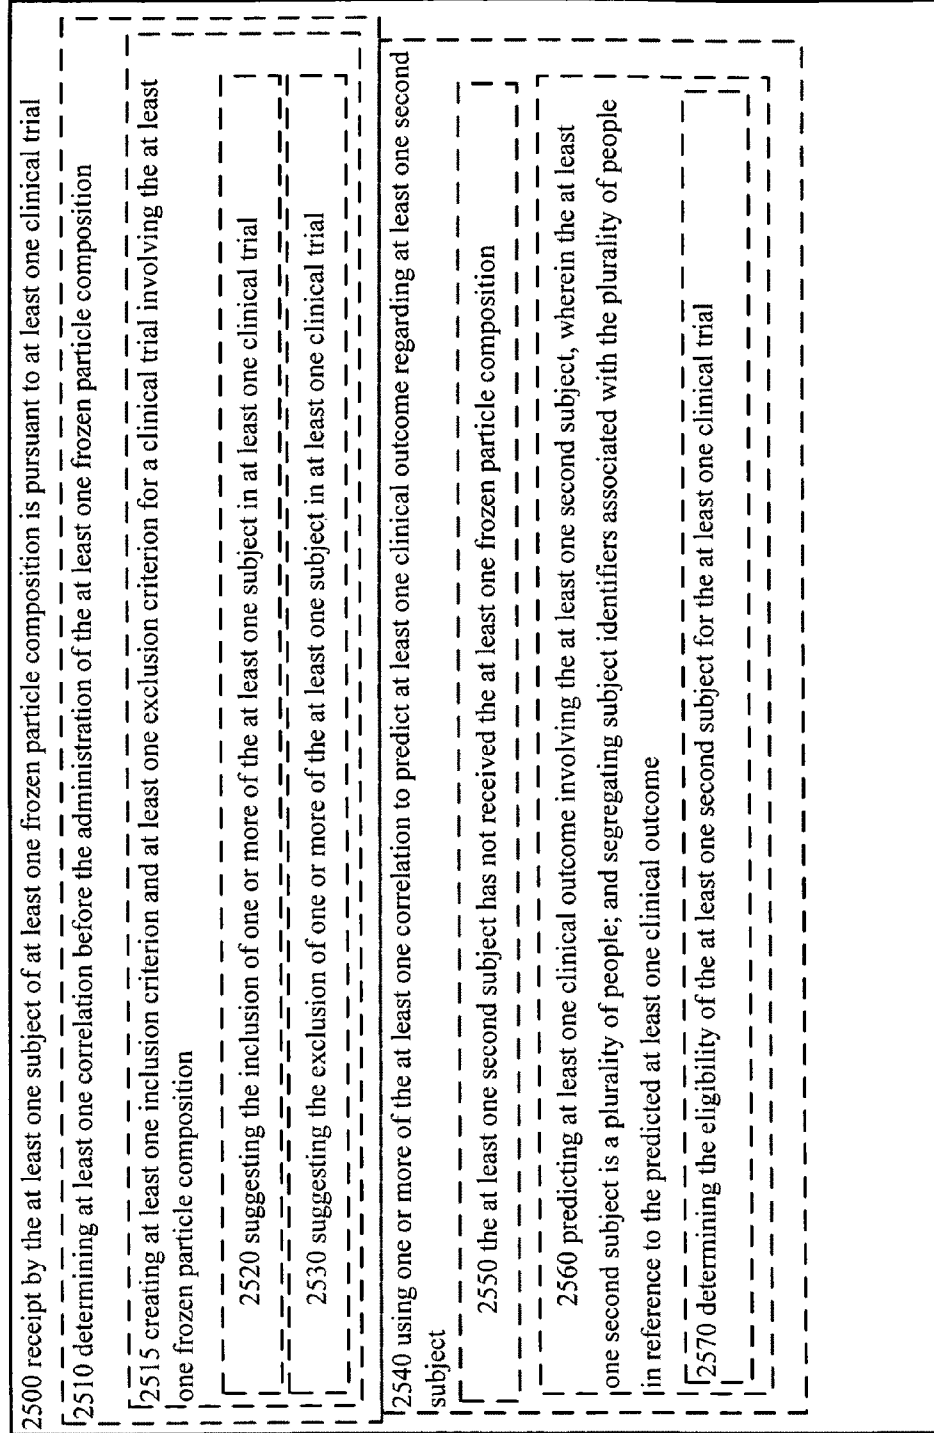 2500 receipt by the at least one subject of at least one frozen particle composition is pursuant to at least one clinical trial
2510 determining at least one correlation before the administration of the at least one frozen particle composition
2515 creating at least one inclusion criterion and at least one exclusion criterion for a clinical trial involving the at least
one frozen particle composition
2520 suggesting the inclusion of one or more of the at least one subject in at least one clinical trial
2530 suggesting the exclusion of one or more of the at least one subject in at least one clinical trial
2540 using one or more of the at least one correlation to predict at least one clinical outcome regarding at least one second
subject
2550 the at least one second subject has not received the at least one frozen particle composition
2560 predicting at least one clinical outcome involving the at least one second subject, wherein the at least
one second subject is a plurality of people; and segregating subject identifiers associated with the plurality of people
in reference to the predicted at least one clinical outcome
2570 determining the eligibility of the at least one second subject for the at least one clinical trial